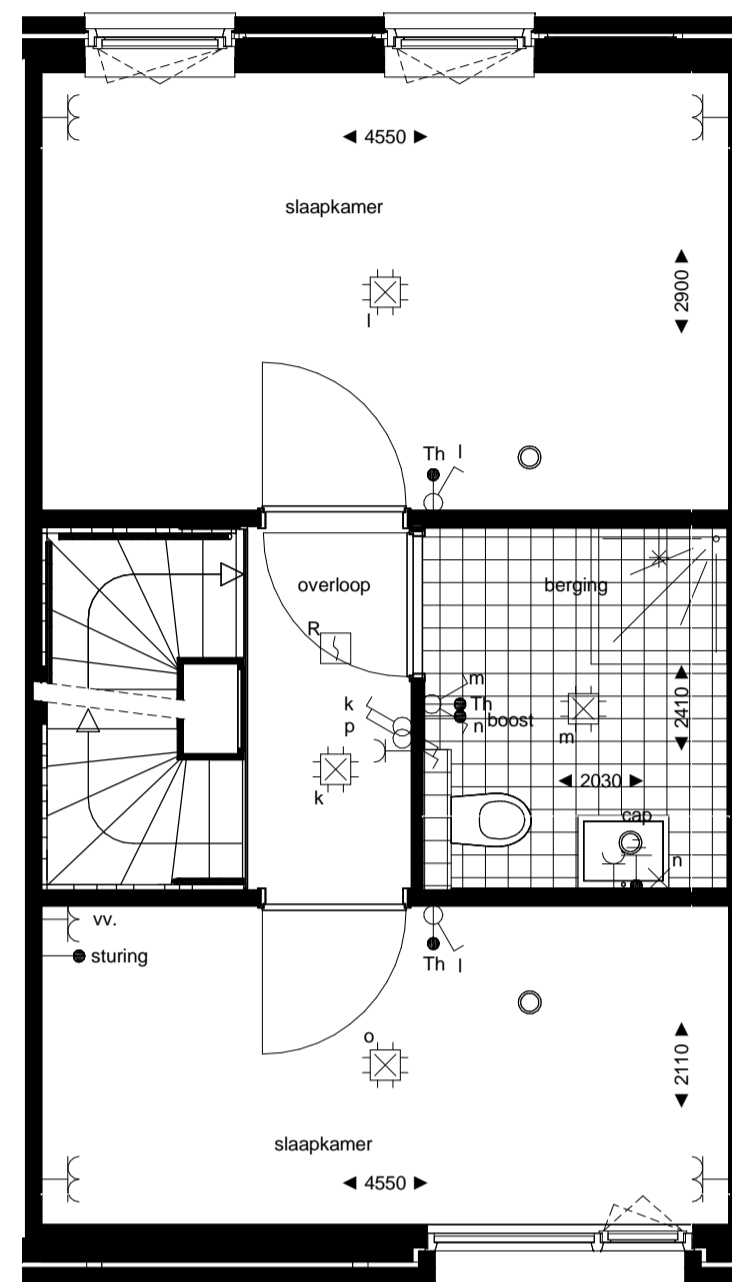 4550
slaapkamer
2900
l
Th l
overloop
berging
R
m
k
Th
p
n boost
2410
m
k
2030
cap
n
vv.
sturing
Th l
o
2110
slaapkamer
4550